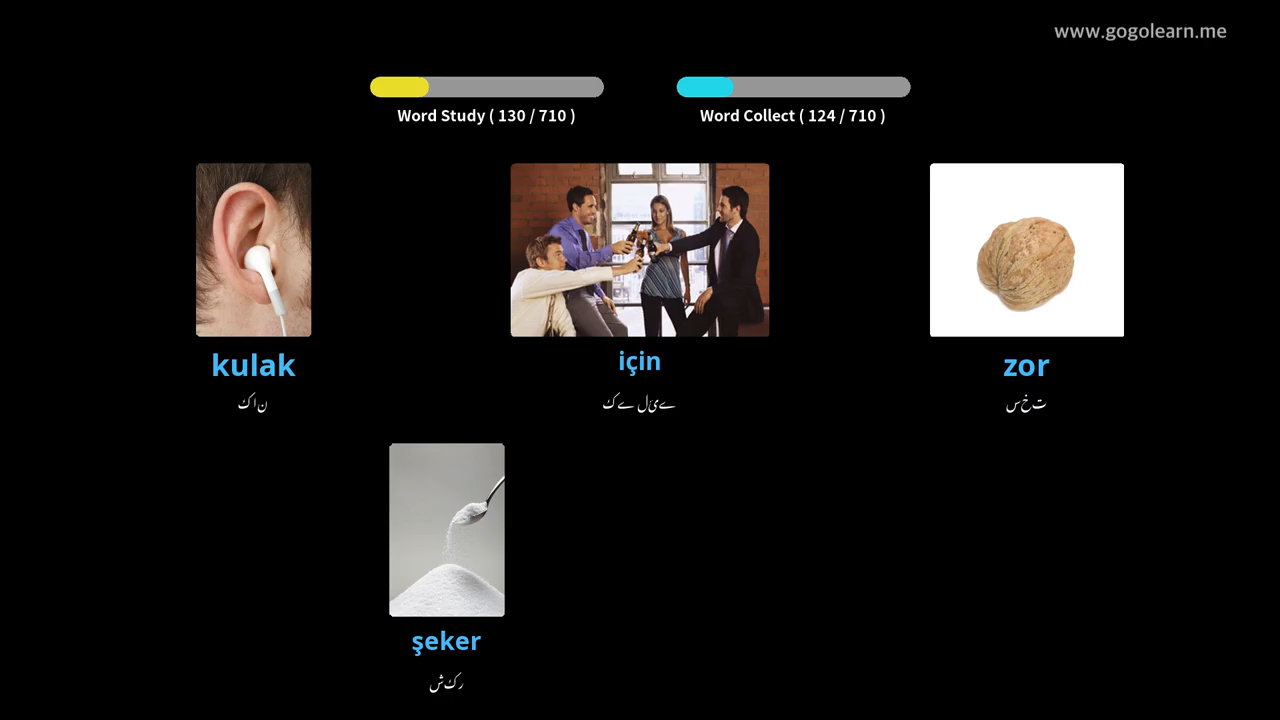 www.gogolearn.me
Word Study ( 130 / 710 )
Word Collect ( 124 / 710 )
kulak
کان
için
کے لئے
zor
سخت
şeker
شکر